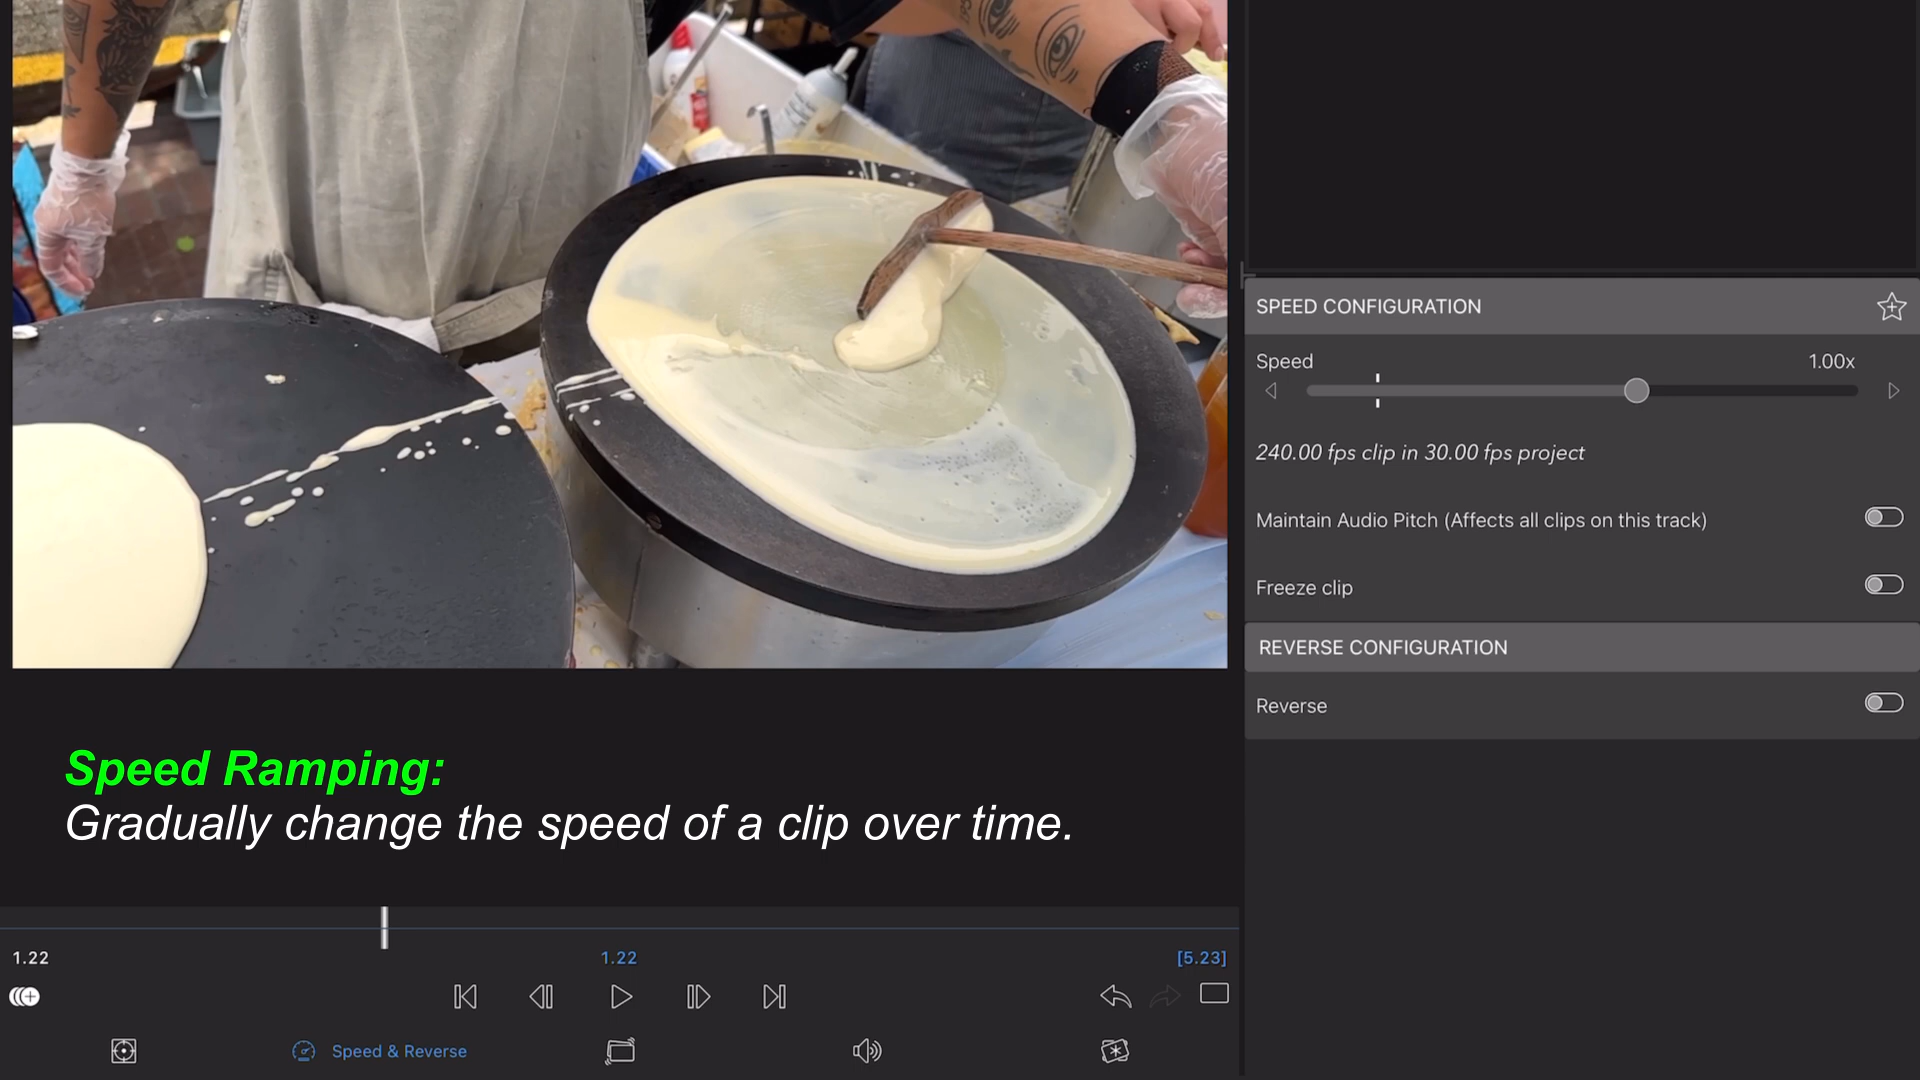 SPEED CONFIGURATION
Speed 1.00x
240.00 fps clip in 30.00 fps project
Maintain Audio Pitch (Affects all clips on this track)
Freeze clip
REVERSE CONFIGURATION
Reverse
Speed Ramping:
Gradually change the speed of a clip over time.
1.22 1.22 [5.23]
Speed & Reverse